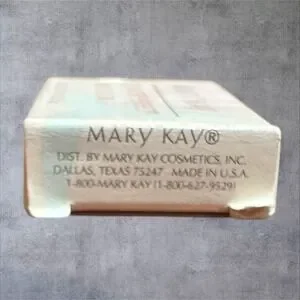 MARY KAY®
DIST. BY MARY KAY COSMETICS, INC.
DALLAS, TEXAS 75247 MADE IN U.S.A.
1-800-MARY KAY (1-800-627-9529)